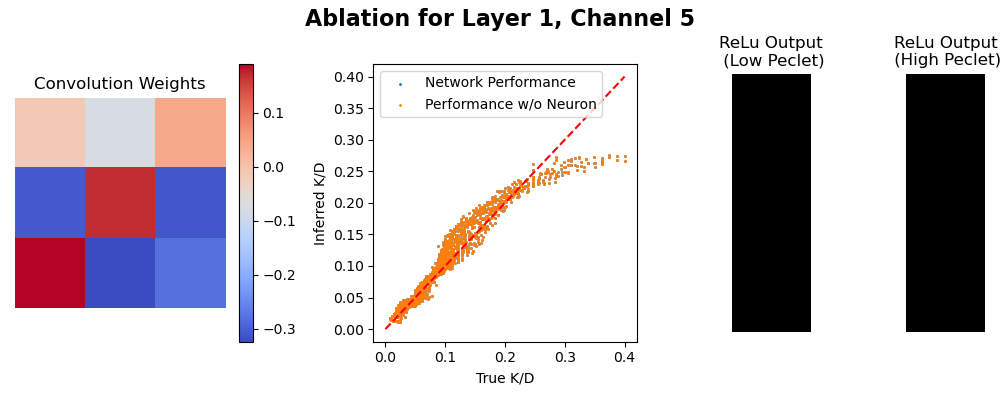 Ablation for Layer 1, Channel 5
Convolution Weights
0.1
0.0
−0.1
−0.2
−0.3
Network Performance
Performance w/o Neuron
0.40
0.35
0.30
0.25
0.20
0.15
0.10
0.05
0.00
Inferred K/D
0.0 0.1 0.2 0.3 0.4
True K/D
ReLu Output
(Low Peclet)
ReLu Output
(High Peclet)